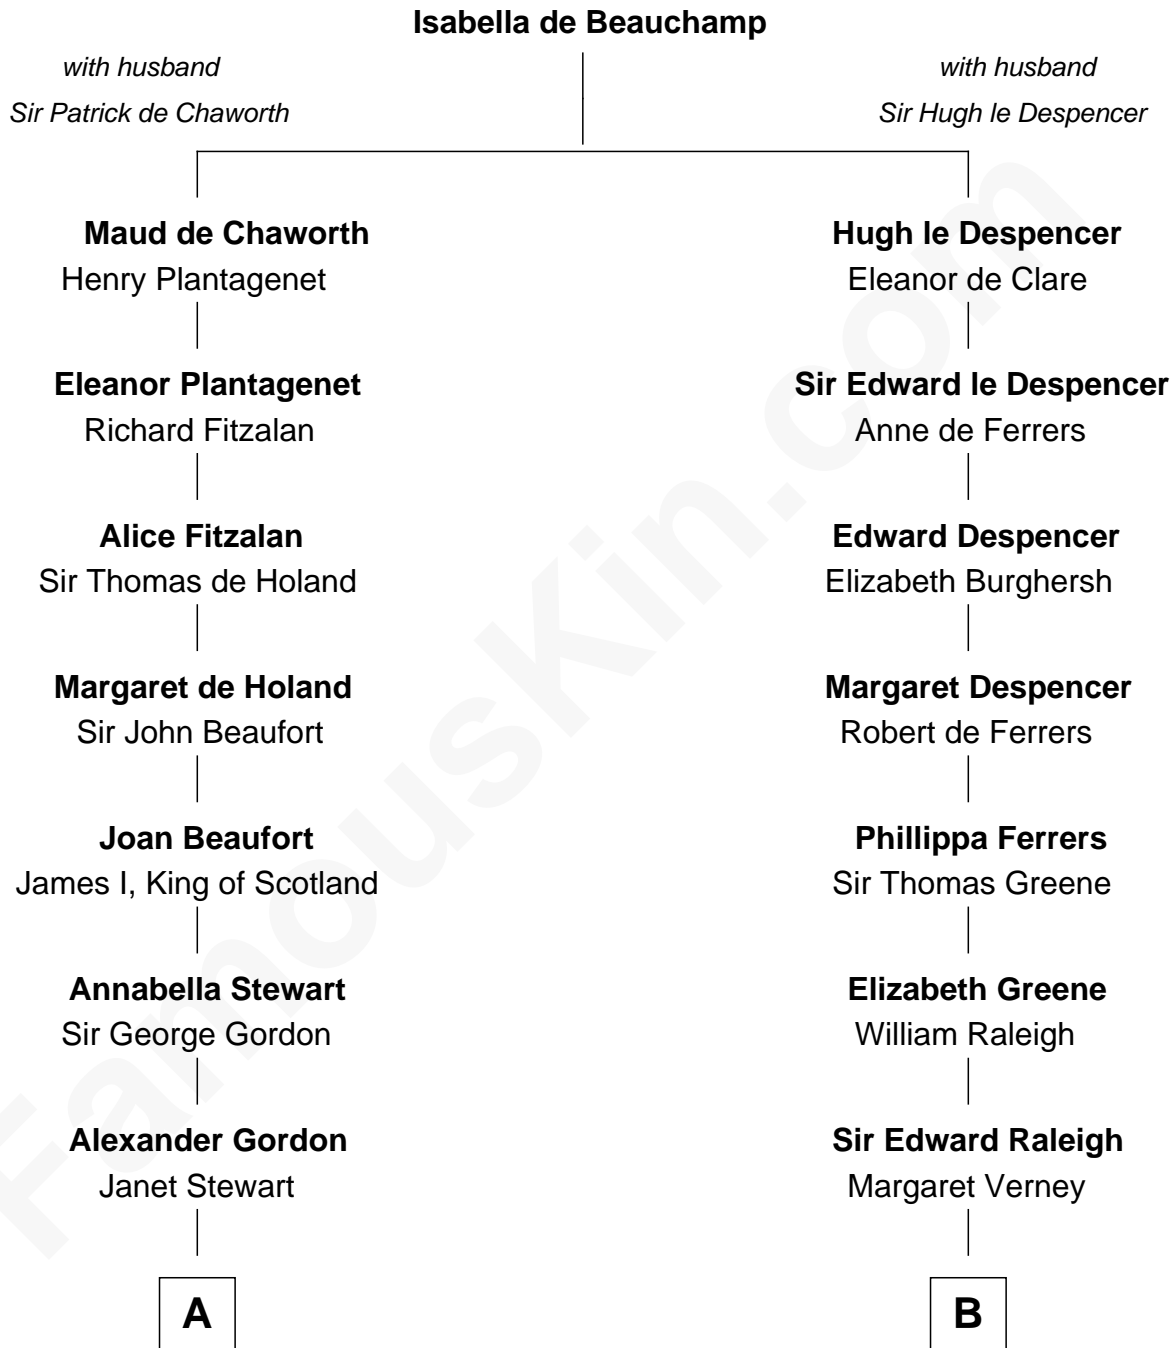 Isabella de Beauchamp
with husband
Sir Patrick de Chaworth
with husband
Sir Hugh le Despencer
Maud de Chaworth
Henry Plantagenet
Eleanor Plantagenet
Richard Fitzalan
Alice Fitzalan
Sir Thomas de Holand
Margaret de Holand
Sir John Beaufort
Joan Beaufort
James I, King of Scotland
Annabella Stewart
Sir George Gordon
Alexander Gordon
Janet Stewart
A
Hugh le Despencer
Eleanor de Clare
Sir Edward le Despencer
Anne de Ferrers
Edward Despencer
Elizabeth Burghersh
Margaret Despencer
Robert de Ferrers
Phillippa Ferrers
Sir Thomas Greene
Elizabeth Greene
William Raleigh
Sir Edward Raleigh
Margaret Verney
B
FamousKin.com